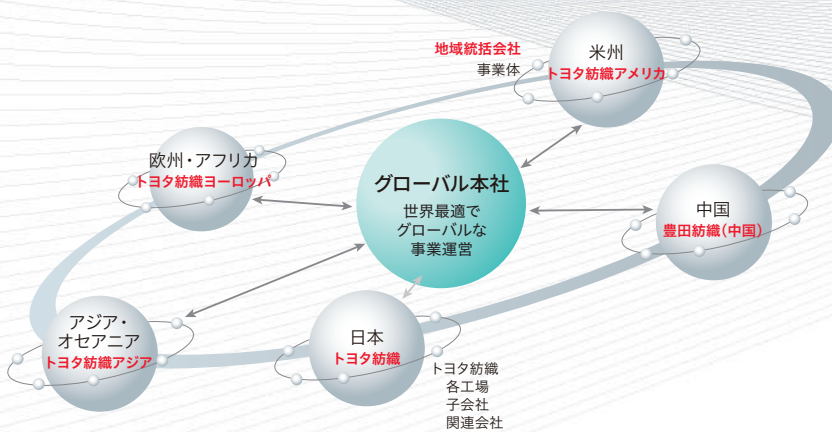 地域統括会社
事業体
米州
トヨタ紡織アメリカ
欧州・アフリカ
トヨタ紡織ヨーロッパ
グローバル本社
世界最適で
グローバルな
事業運営
中国
豊田紡織(中国)
アジア・
オセアニア
トヨタ紡織アジア
日本
トヨタ紡織
トヨタ紡織
各工場
子会社
関連会社